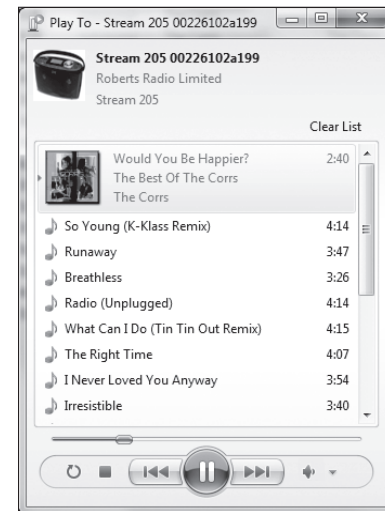 Play To - Stream 205 00226102a199
Stream 205 00226102a199
Roberts Radio Limited
Stream 205
Clear List
Would You Be Happier? 2:40
The Best Of The Corrs
The Corrs
So Young (K-Klass Remix) 4:14
Runaway 3:47
Breathless 3:26
Radio (Unplugged) 4:14
What Can I Do (Tin Tin Out Remix) 4:15
The Right Time 4:07
I Never Loved You Anyway 3:54
Irresistible 3:40